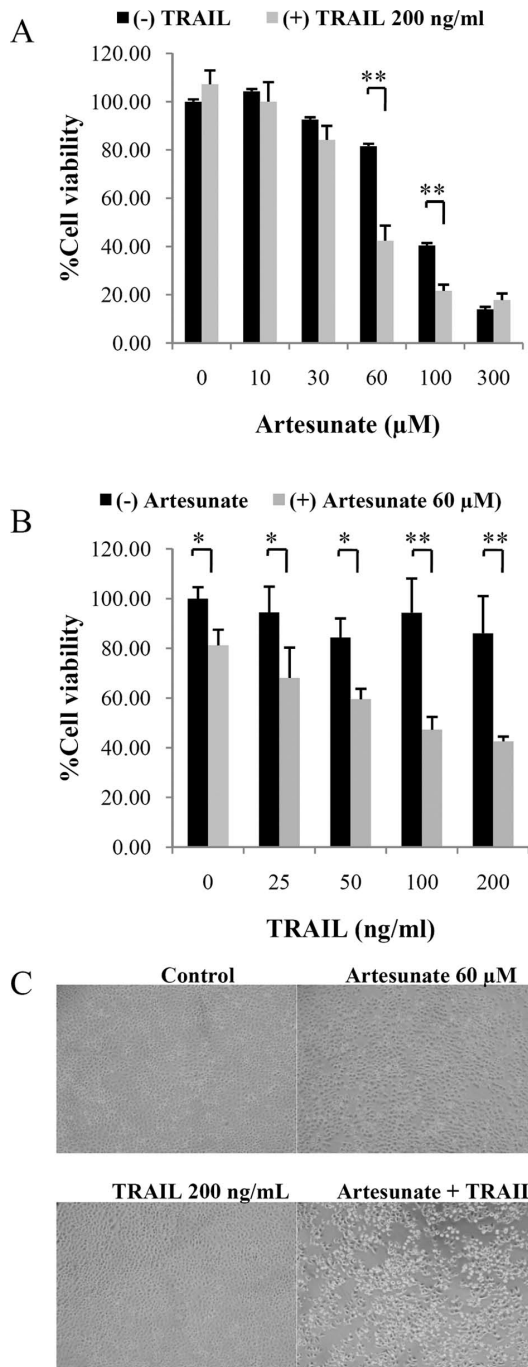 A
(-) TRAIL (+) TRAIL 200 ng/ml
120.00
100.00
80.00
60.00
40.00
20.00
0.00
%Cell viability
**
**
0 10 30 60 100 300
Artesunate (µM)
B
(-) Artesunate (+) Artesunate 60 µM)
120.00
100.00
80.00
60.00
40.00
20.00
0.00
%Cell viability
* * * ** **
0 25 50 100 200
TRAIL (ng/ml)
C
Control Artesunate 60 µM
TRAIL 200 ng/mL Artesunate + TRAIL